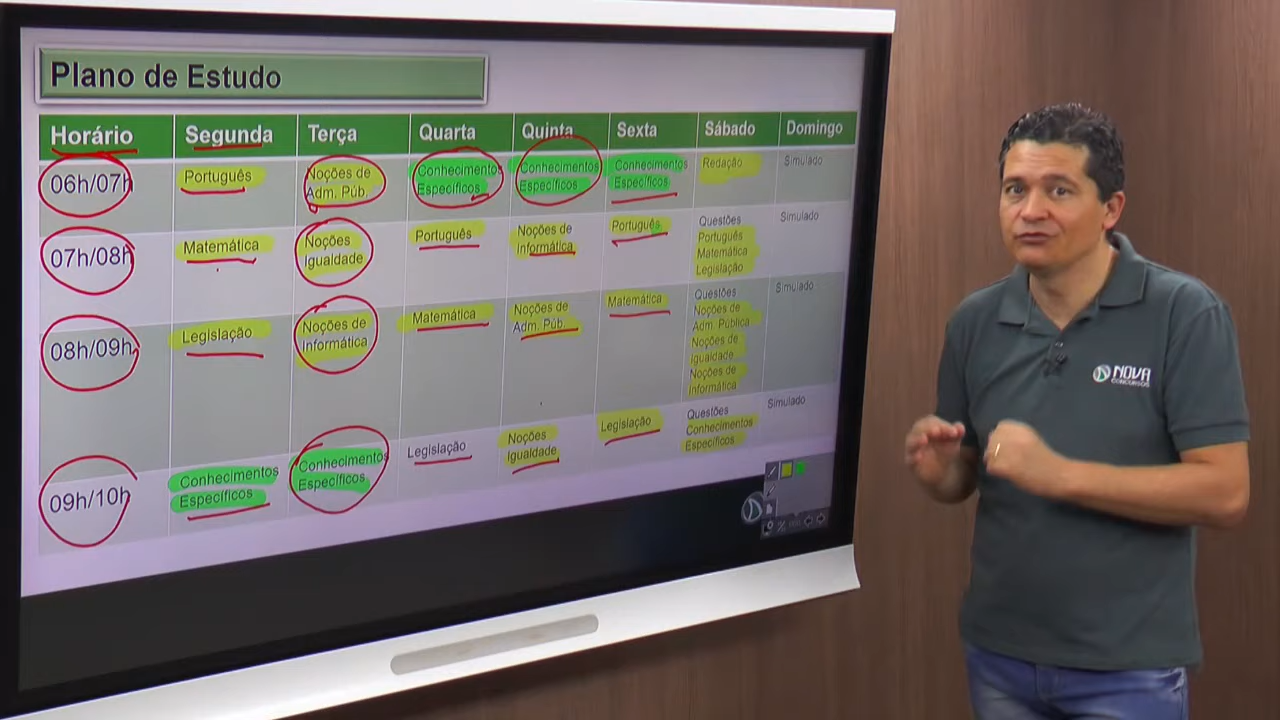 Plano de Estudo
Horário Segunda Terça Quarta Quinta Sexta Sábado Domingo
06h/07h Português Noções de Adm. Púb. Conhecimentos Específicos Conhecimentos Específicos Conhecimentos Específicos Redação Simulado
07h/08h Matemática Noções Igualdade Português Noções de Informática Português Questões Português Matemática Legislação Simulado
08h/09h Legislação Noções de Informática Matemática Noções de Adm. Púb. Matemática Questões Noções de Adm. Pública Noções de Igualdade Noções de Informática Simulado
09h/10h Conhecimentos Específicos Conhecimentos Específicos Legislação Noções Igualdade Legislação Questões Conhecimentos Específicos Simulado
NOVA
CONCURSOS